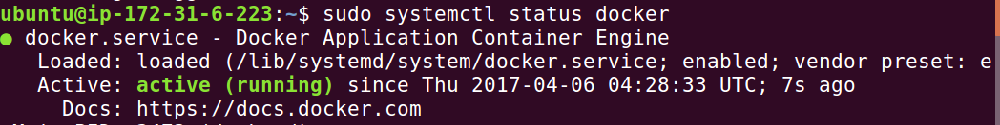 ubuntu@ip-172-31-6-223:~$ sudo systemctl status docker
● docker.service - Docker Application Container Engine
Loaded: loaded (/lib/systemd/system/docker.service; enabled; vendor preset: e
Active: active (running) since Thu 2017-04-06 04:28:33 UTC; 7s ago
Docs: https://docs.docker.com